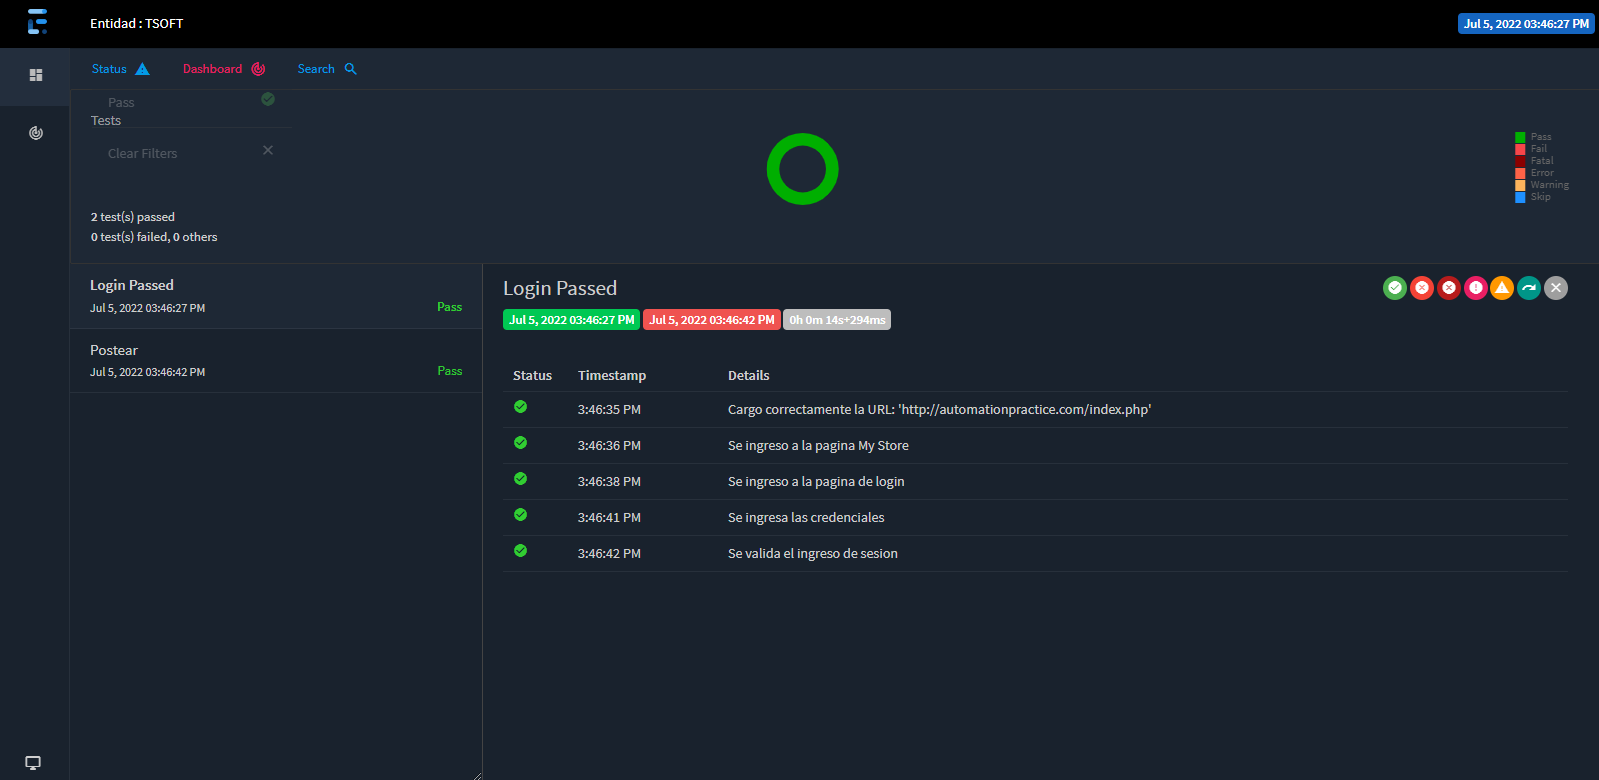 Entidad : TSOFT
Jul 5, 2022 03:46:27 PM
Status
Dashboard
Search
Pass
Tests
Clear Filters
2 test(s) passed
0 test(s) failed, 0 others
Pass
Fail
Fatal
Error
Warning
Skip
Login Passed
Jul 5, 2022 03:46:27 PM
Pass
Postear
Jul 5, 2022 03:46:42 PM
Pass
Login Passed
Jul 5, 2022 03:46:27 PM Jul 5, 2022 03:46:42 PM 0h 0m 14s+294ms
Status Timestamp Details
3:46:35 PM Cargo correctamente la URL: 'http://automationpractice.com/index.php'
3:46:36 PM Se ingreso a la pagina My Store
3:46:38 PM Se ingreso a la pagina de login
3:46:41 PM Se ingresa las credenciales
3:46:42 PM Se valida el ingreso de sesion